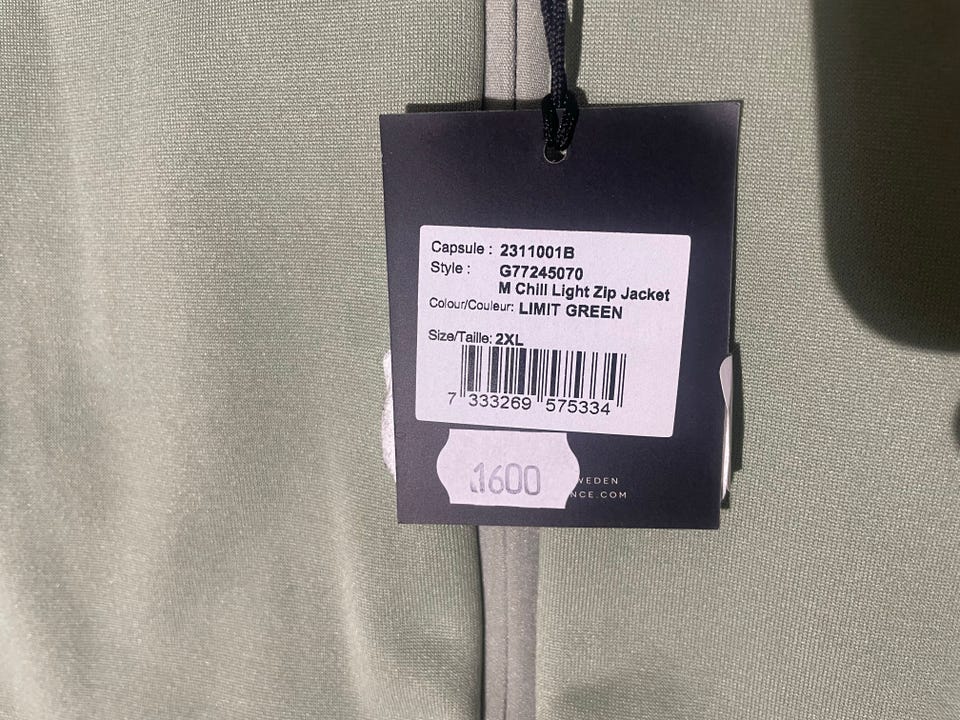 Capsule : 2311001B
Style : G77245070
M Chill Light Zip Jacket
Colour/Couleur: LIMIT GREEN
Size/Taille: 2XL
7 333269 575334
1600